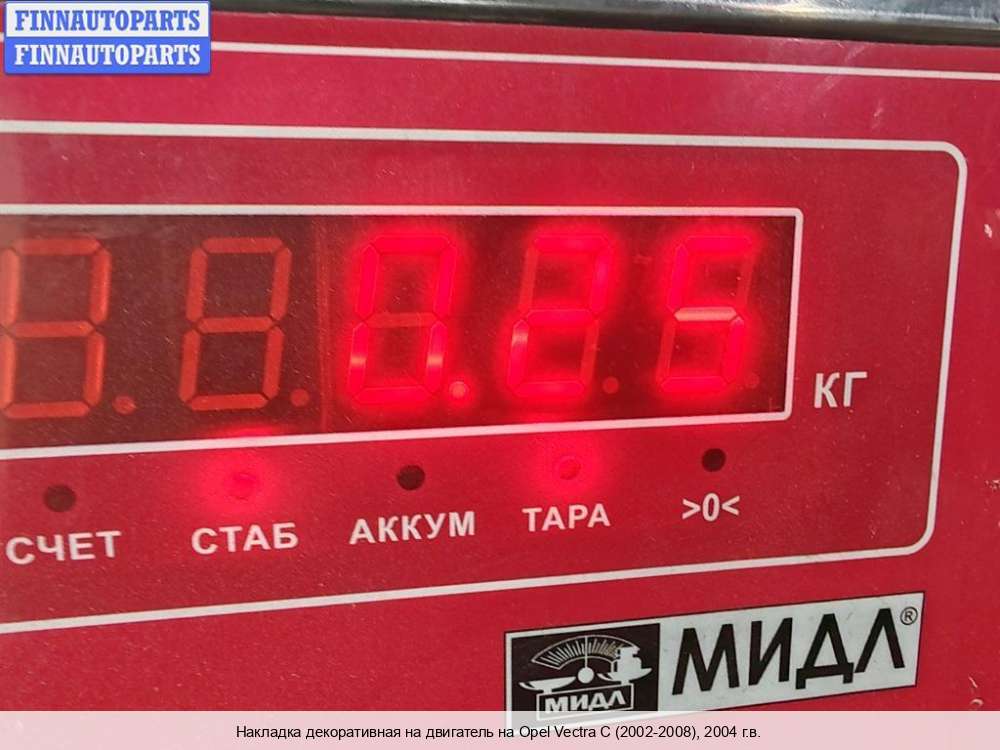 FINNAUTOPARTS
FINNAUTOPARTS
0.25
КГ
СЧЕТ СТАБ АККУМ ТАРА >0<
МИДЛ МИДЛ®
Накладка декоративная на двигатель на Opel Vectra C (2002-2008), 2004 г.в.